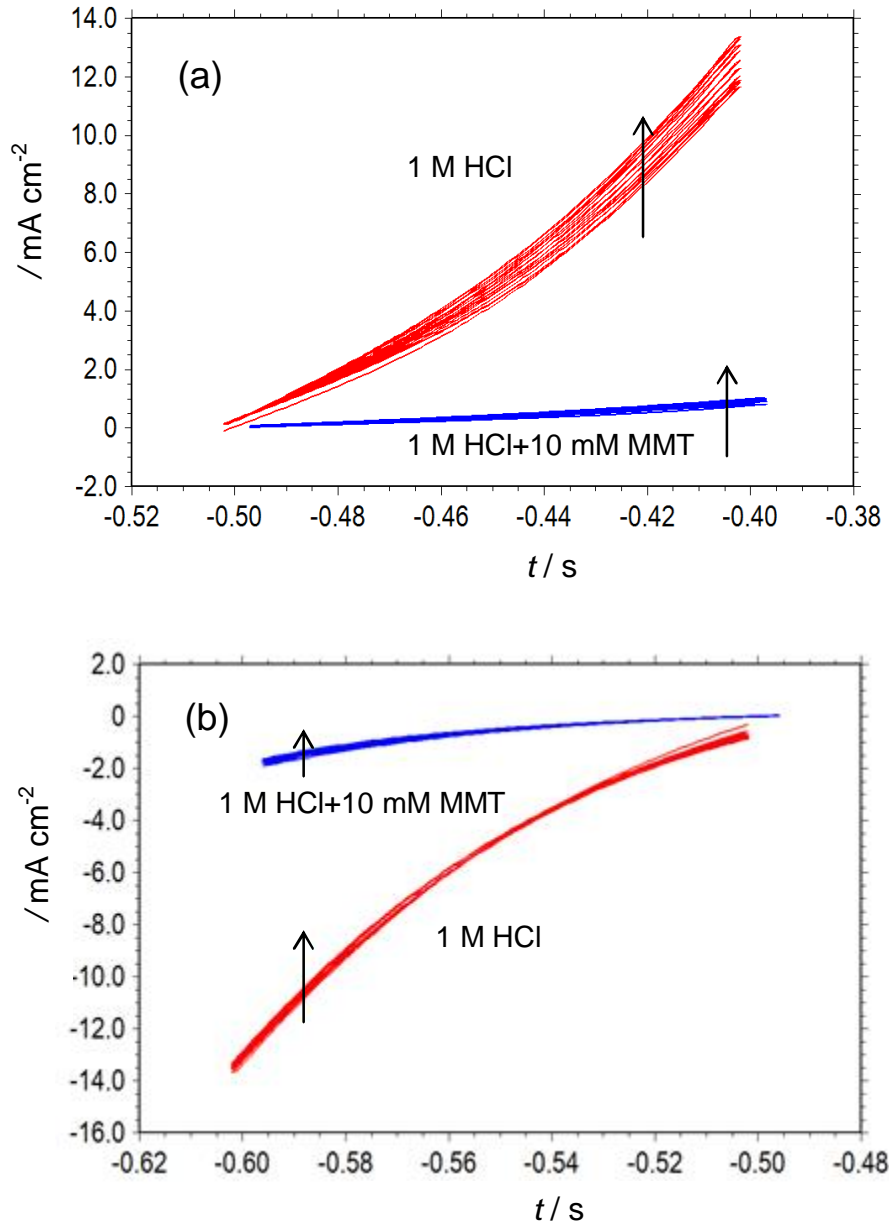 14.0
(a)
12.0
10.0
1 M HCl
8.0
/ mA cm-2
6.0
4.0
2.0
0
1 M HCl+10 mM MMT
-2.0
-0.52 -0.50 -0.48 -0.46 -0.44 -0.42 -0.40 -0.38
t / s
2.0
(b)
0
-2.0
1 M HCl+10 mM MMT
-4.0
/ mA cm-2
-6.0
-8.0
1 M HCl
-10.0
-12.0
-14.0
-16.0
-0.62 -0.60 -0.58 -0.56 -0.54 -0.52 -0.50 -0.48
t / s